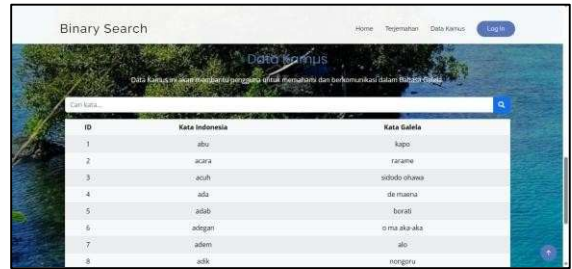 Binary Search
Home Terjemahan Data Kamus Log In
Data Kamus
Data Kamus ini akan membantu pengguna untuk memahami dan berkomunikasi dalam Bahasa Galela.
Cari kata...
ID Kata Indonesia Kata Galela
1 abu kapo
2 acara rarame
3 acuh sidodo ohawa
4 ada de maena
5 adab borati
6 adegan o ma aka-aka
7 adem alo
8 adik nongoru